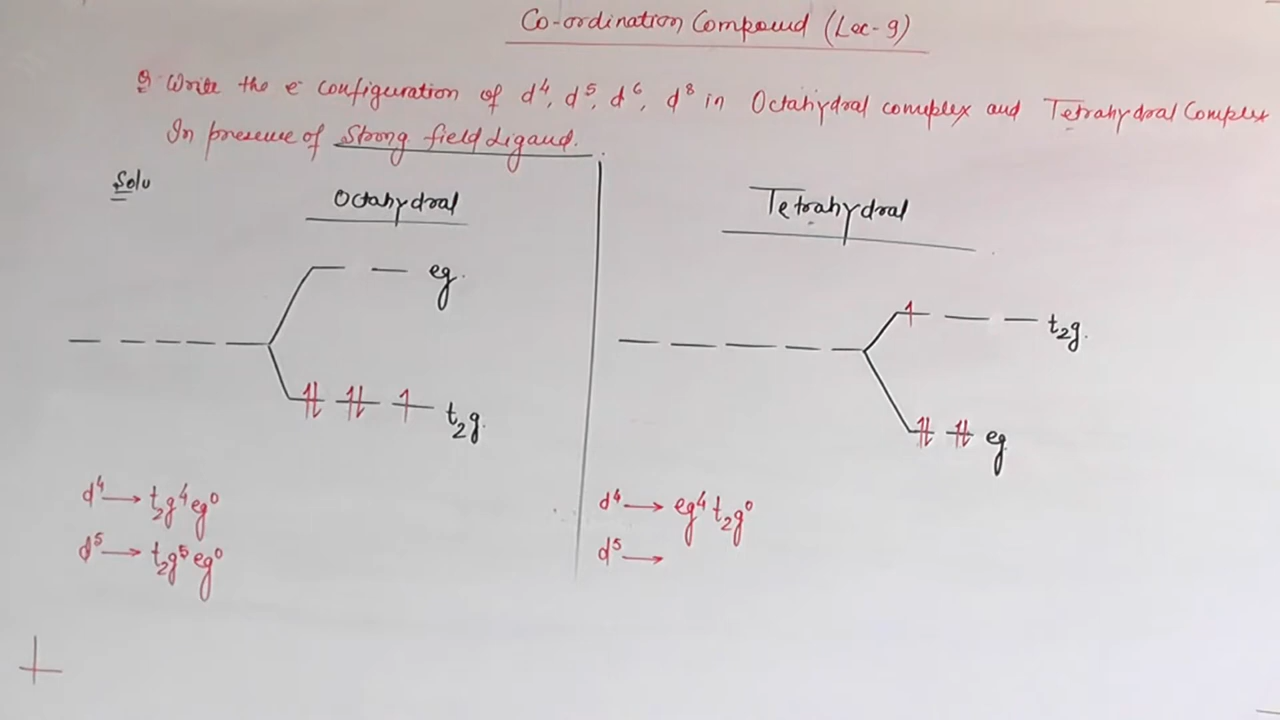 Co-ordination Compound (Lec-9)
Q Write the e⁻ configuration of d⁴, d⁵, d⁶, d⁸ in Octahydral complex and Tetrahydral Complex
In presence of Strong field Ligand.
Solu
Octahydral
eg.
t₂g.
d⁴ → t₂g⁴ eg⁰
d⁵ → t₂g⁵ eg⁰
Tetrahydral
t₂g.
eg
d⁴ → eg⁴ t₂g⁰
d⁵ →